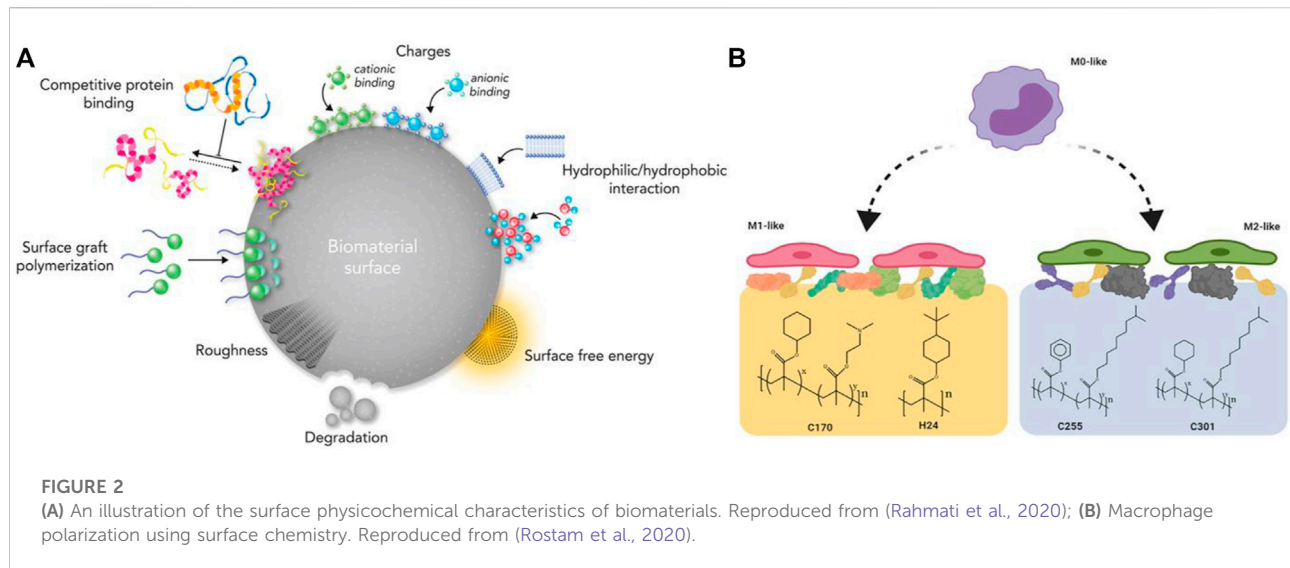 A
Charges
cationic
binding
anionic
binding
Competitive protein
binding
Hydrophilic/hydrophobic
interaction
Surface graft
polymerization
Biomaterial
surface
Roughness
Surface free energy
Degradation
B
M0-like
M1-like
M2-like
O
O
x
N
O
O
y
n
O
O
n
O
O
x
O
O
y
n
O
O
x
O
O
y
n
C170
H24
C255
C301
FIGURE 2
(A) An illustration of the surface physicochemical characteristics of biomaterials. Reproduced from (Rahmati et al., 2020); (B) Macrophage
polarization using surface chemistry. Reproduced from (Rostam et al., 2020).